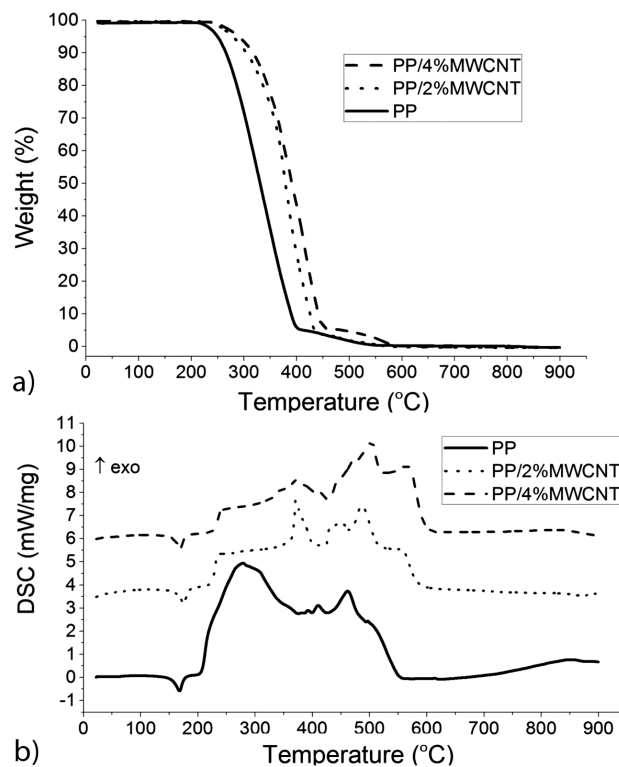 100
90
80
70
60
50
40
30
20
10
0
Weight (%)
PP/4%MWCNT
PP/2%MWCNT
PP
0 100 200 300 400 500 600 700 800 900
Temperature (°C)
a)
11
10
9
8
7
6
5
4
3
2
1
0
-1
DSC (mW/mg)
↑ exo
PP
PP/2%MWCNT
PP/4%MWCNT
0 100 200 300 400 500 600 700 800 900
Temperature (°C)
b)